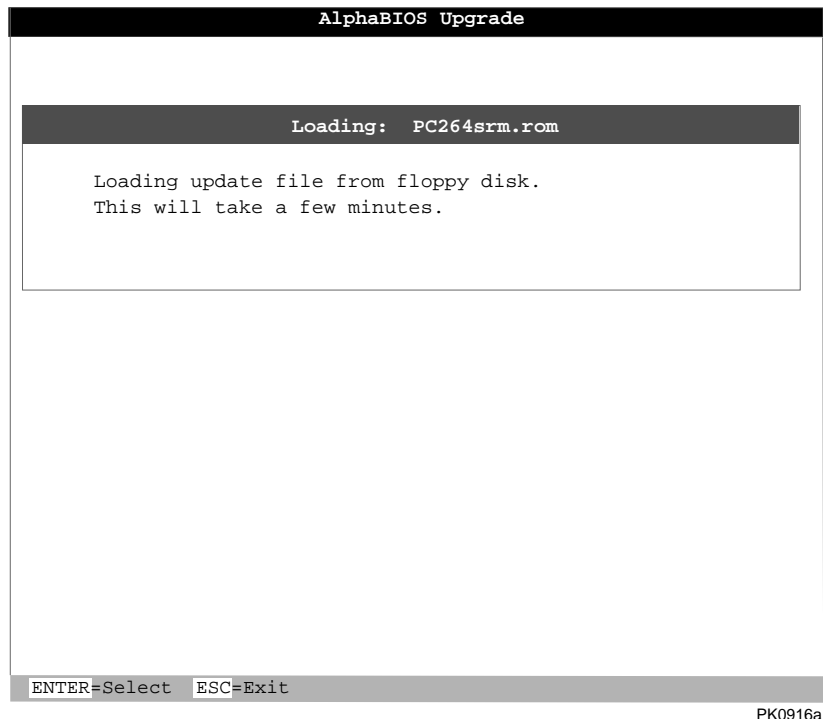 AlphaBIOS Upgrade
Loading: PC264srm.rom
Loading update file from floppy disk.
This will take a few minutes.
ENTER=Select ESC=Exit
PK0916a